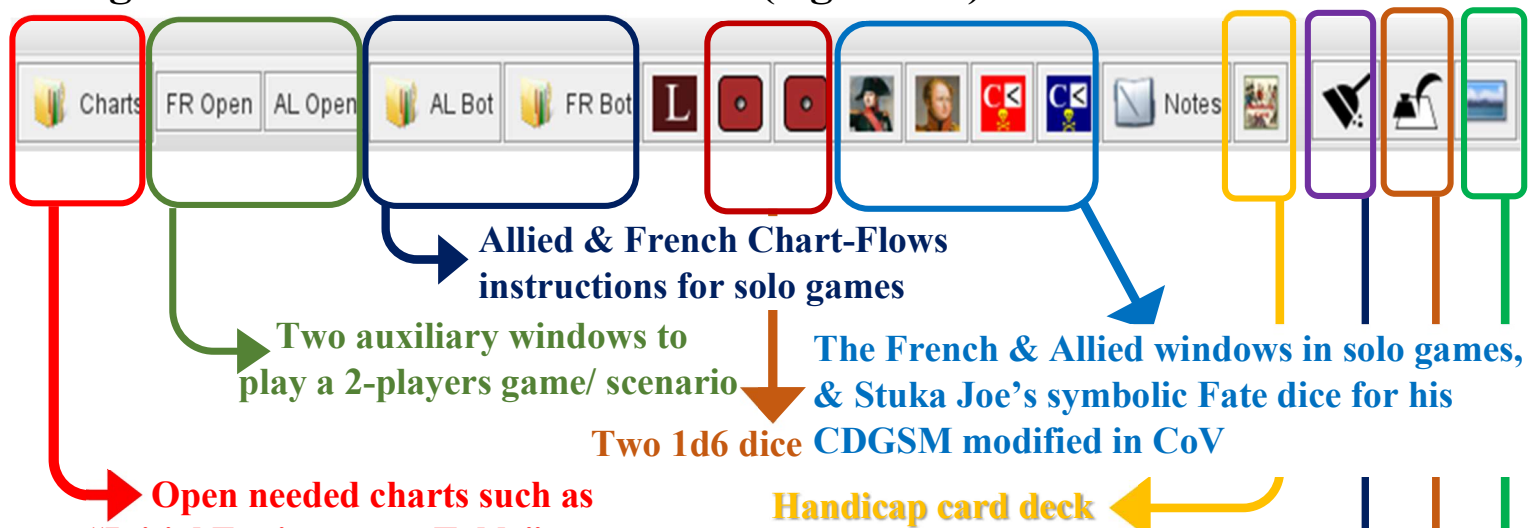 Charts FR Open AL Open AL Bot FR Bot L C< C< Notes
Allied & French Chart-Flows
instructions for solo games
Two auxiliary windows to
play a 2-players game/ scenario
The French & Allied windows in solo games,
& Stuka Joe’s symbolic Fate dice for his
CDGSM modified in CoV
Two 1d6 dice
Open needed charts such as
Handicap card deck